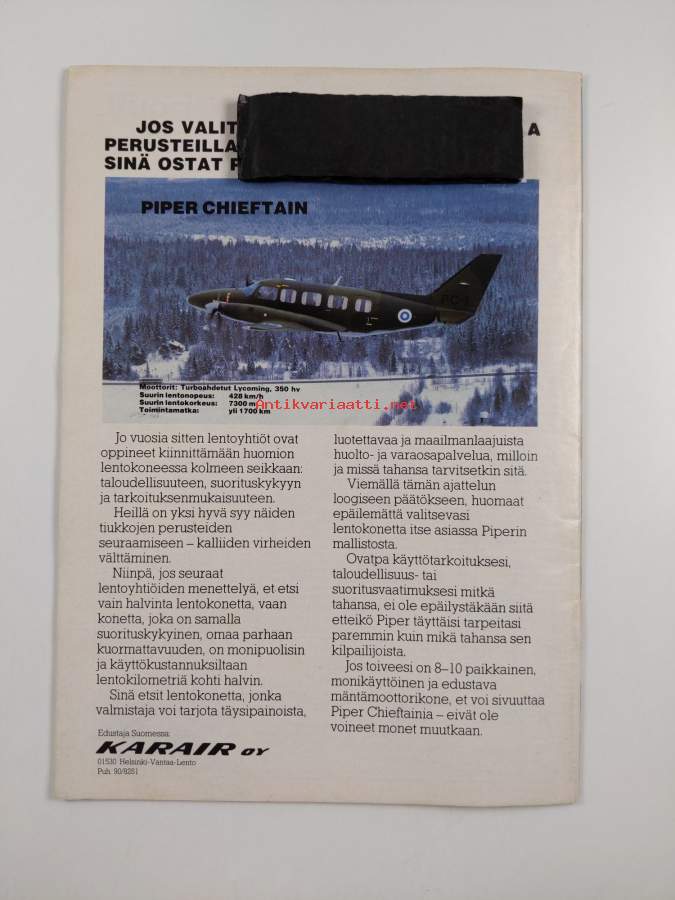 JOS VALIT A
PERUSTEILLA
SINÄ OSTAT P
PIPER CHIEFTAIN
Moottorit: Turboahdetut Lycoming, 350 hv
Suurin lentonopeus: 428 km/h
Suurin lentokorkeus: 7300 m
Toimintamatka: yli 1700 km
Antikvariaatti.net
Jo vuosia sitten lentoyhtiöt ovat
oppineet kiinnittämään huomion
lentokoneessa kolmeen seikkaan:
taloudellisuuteen, suorituskykyyn
ja tarkoituksenmukaisuuteen.
Heillä on yksi hyvä syy näiden
tiukkojen perusteiden
seuraamiseen – kalliiden virheiden
välttäminen.
Niinpä, jos seuraat
lentoyhtiöiden menettelyä, et etsi
vain halvinta lentokonetta, vaan
konetta, joka on samalla
suorituskykyinen, omaa parhaan
kuormattavuuden, on monipuolisin
ja käyttökustannuksiltaan
lentokilometriä kohti halvin.
Sinä etsit lentokonetta, jonka
valmistaja voi tarjota täysipainoista,
luotettavaa ja maailmanlaajuista
huolto- ja varaosapalvelua, milloin
ja missä tahansa tarvitsetkin sitä.
Viemällä tämän ajattelun
loogiseen päätökseen, huomaat
epäilemättä valitsevasi
lentokonetta itse asiassa Piperin
mallistosta.
Ovatpa käyttötarkoituksesi,
taloudellisuus- tai
suoritusvaatimuksesi mitkä
tahansa, ei ole epäilystäkään siitä
etteikö Piper täyttäisi tarpeitasi
paremmin kuin mikä tahansa sen
kilpailijoista.
Jos toiveesi on 8–10 paikkainen,
monikäyttöinen ja edustava
mäntämoottorikone, et voi sivuuttaa
Piper Chieftainia – eivät ole
voineet monet muutkaan.
Edustaja Suomessa:
KARAIR OY
01530 Helsinki-Vantaa-Lento
Puh. 90/8251